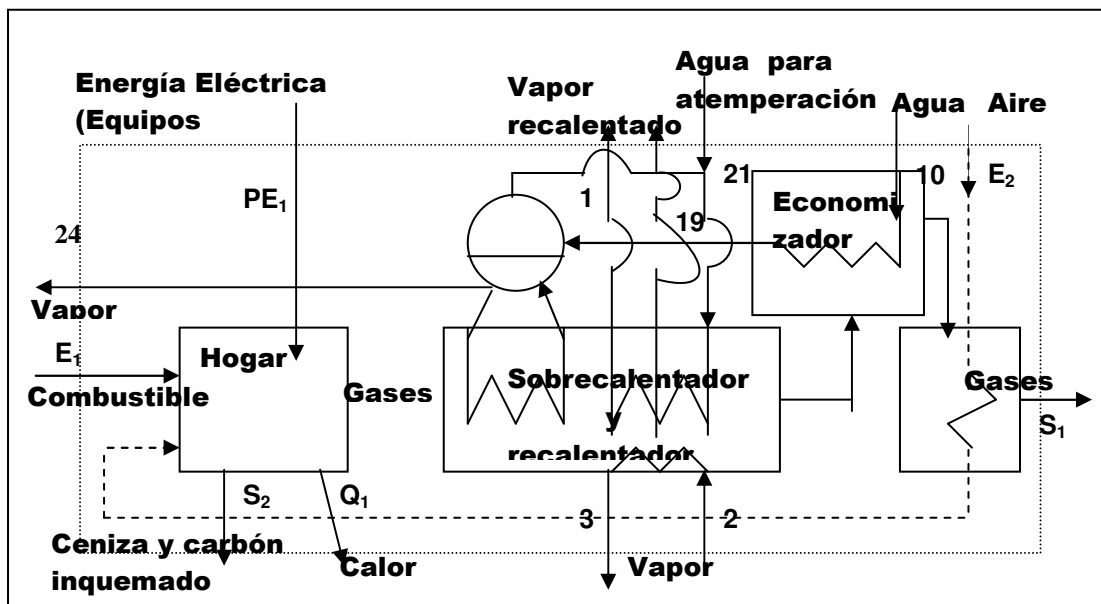 Energía Eléctrica
(Equipos
Vapor
recalentado
Agua para
atemperación
Agua Aire
PE₁
24
1
19
21
10
E₂
Economi
zador
Vapor
E₁
Combustible
Hogar
Gases
Sobrecalentador
y
recalentador
Gases
S₁
S₂
Q₁
3
2
Ceniza y carbón
inquemado
Calor
Vapor